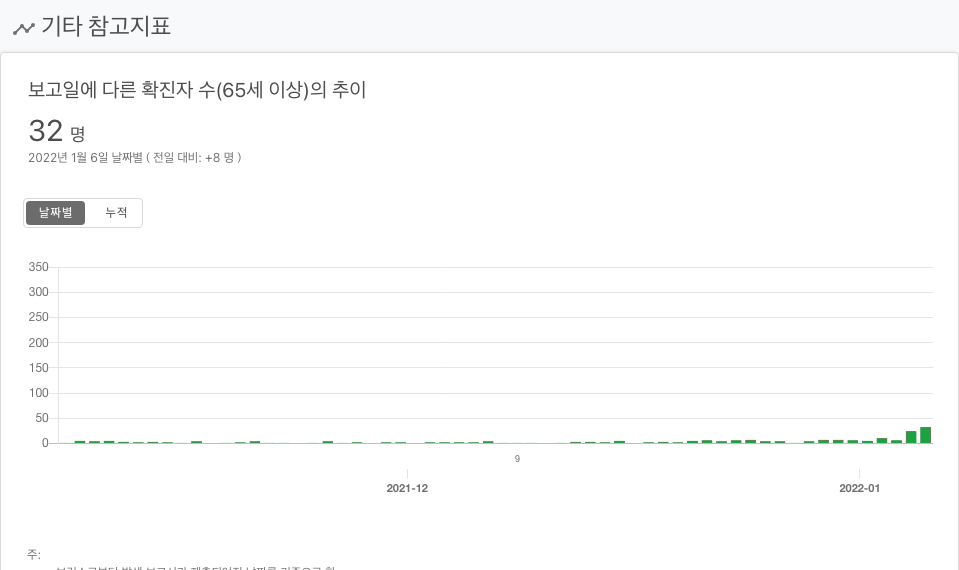 기타 참고지표
보고일에 다른 확진자 수(65세 이상)의 추이
32 명
2022년 1월 6일 날짜별 ( 전일 대비: +8 명 )
날짜별 누적
350
300
250
200
150
100
50
0
9
2021-12 2022-01
주: